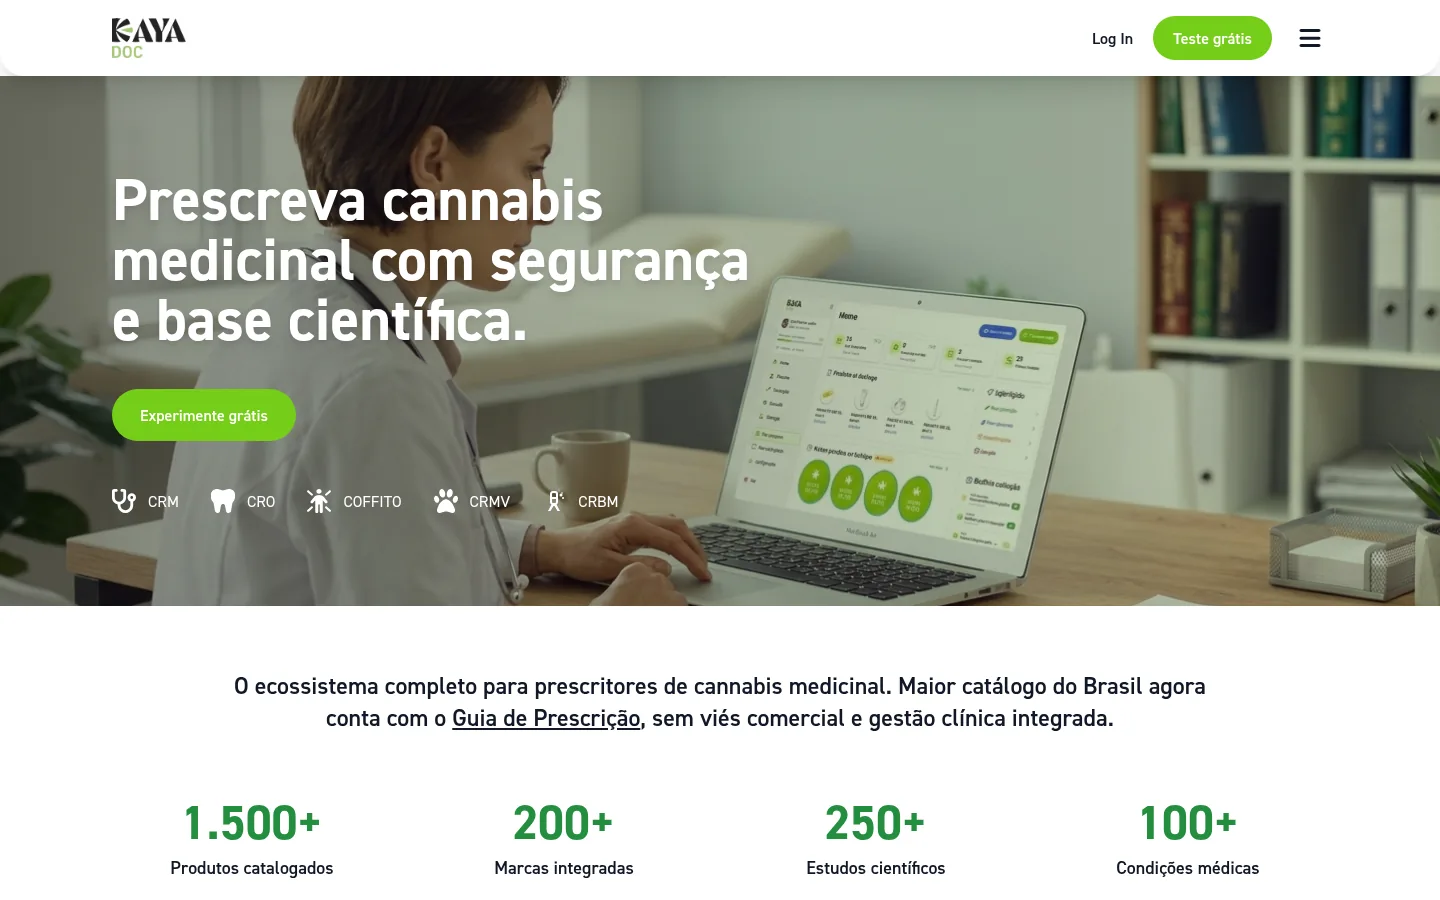 KAYA
DOC
Log In
Teste grátis
Prescreva cannabis
medicinal com segurança
e base científica.
Experimente grátis
CRM
CRO
COFFITO
CRMV
CRBM
Home
O ecossistema completo para prescritores de cannabis medicinal. Maior catálogo do Brasil agora
conta com o Guia de Prescrição, sem viés comercial e gestão clínica integrada.
1.500+
Produtos catalogados
200+
Marcas integradas
250+
Estudos científicos
100+
Condições médicas